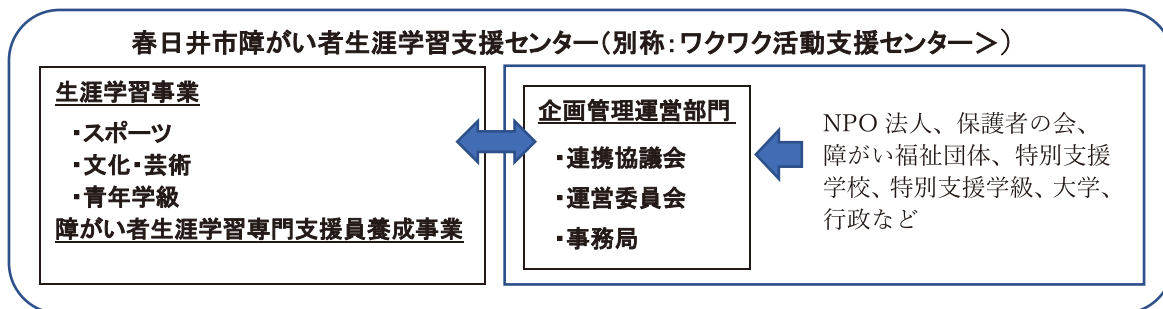 春日井市障がい者生涯学習支援センター(別称:ワクワク活動支援センター>)
生涯学習事業
・スポーツ
・文化・芸術
・青年学級
障がい者生涯学習専門支援員養成事業
企画管理運営部門
・連携協議会
・運営委員会
・事務局
NPO 法人、保護者の会、
障がい福祉団体、特別支援
学校、特別支援学級、大学、
行政など